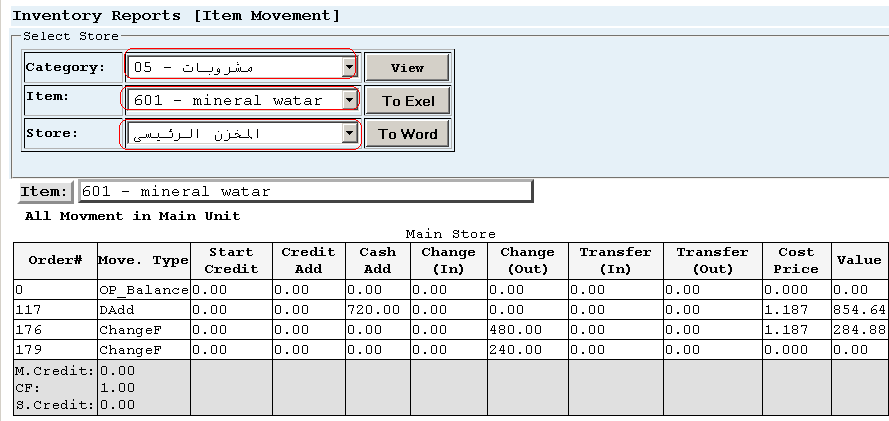 Inventory Reports [Item Movement]
Select Store
Category: 05 - مشروبات View
Item: 601 - mineral watar To Exel
Store: المخزن الرئيسى To Word
Item: 601 - mineral watar
All Movment in Main Unit
Main Store
Order# Move. Type Start Credit Credit Add Cash Add Change (In) Change (Out) Transfer (In) Transfer (Out) Cost Price Value
0 OP_Balance 0.00 0.00 0.00 0.00 0.00 0.00 0.00 0.000 0.00
117 DAdd 0.00 0.00 720.00 0.00 0.00 0.00 0.00 1.187 854.64
176 ChangeF 0.00 0.00 0.00 0.00 480.00 0.00 0.00 1.187 284.88
179 ChangeF 0.00 0.00 0.00 0.00 240.00 0.00 0.00 0.000 0.00
M.Credit: 0.00
CF: 1.00
S.Credit: 0.00